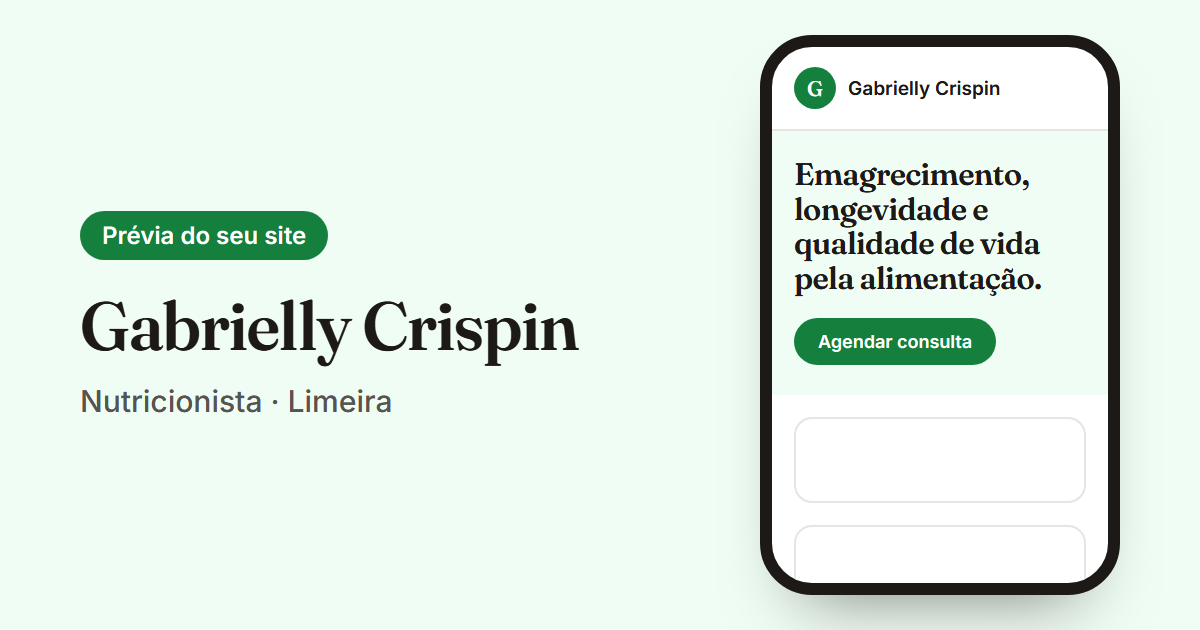 Prévia do seu site
Gabrielly Crispin
Nutricionista · Limeira
G
Gabrielly Crispin
Emagrecimento,
longevidade e
qualidade de vida
pela alimentação.
Agendar consulta